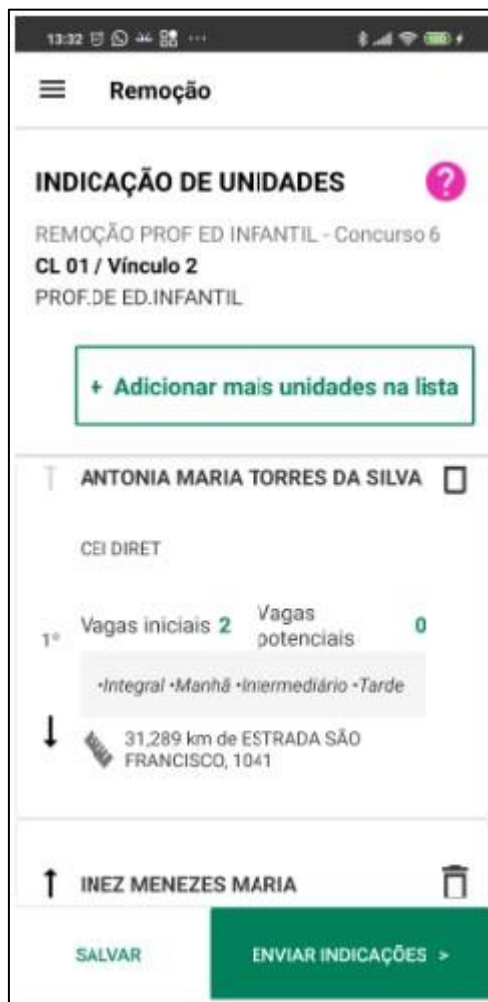 13:32
Remoção
INDICAÇÃO DE UNIDADES ?
REMOÇÃO PROF ED INFANTIL - Concurso 6
CL 01 / Vínculo 2
PROF.DE ED.INFANTIL
+ Adicionar mais unidades na lista
ANTONIA MARIA TORRES DA SILVA
CEI DIRET
Vagas iniciais 2 Vagas potenciais 0
1º
•Integral •Manhã •Intermediário •Tarde
31,289 km de ESTRADA SÃO
FRANCISCO, 1041
INEZ MENEZES MARIA
SALVAR ENVIAR INDICAÇÕES >